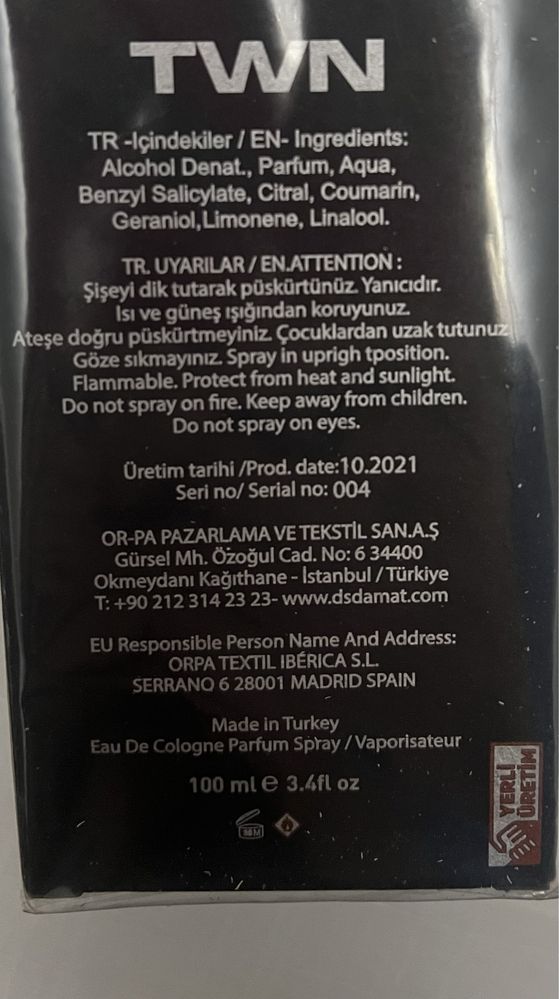 TWN
TR -Içindekiler / EN- Ingredients:
Alcohol Denat., Parfum, Aqua,
Benzyl Salicylate, Citral, Coumarin,
Geraniol,Limonene, Linalool.
TR. UYARILAR / EN.ATTENTION :
Şişeyi dik tutarak püskürtünüz. Yanıcıdır.
Isı ve güneş ışığından koruyunuz.
Ateşe doğru püskürtmeyiniz. Çocuklardan uzak tutunuz.
Göze sıkmayınız. Spray in uprigh tposition.
Flammable. Protect from heat and sunlight.
Do not spray on fire. Keep away from children.
Do not spray on eyes.
Üretim tarihi /Prod. date:10.2021
Seri no/ Serial no: 004
OR-PA PAZARLAMA VE TEKSTİL SAN.A.Ş
Gürsel Mh. Özoğul Cad. No: 6 34400
Okmeydanı Kağıthane - İstanbul / Türkiye
T: +90 212 314 23 23- www.dsdamat.com
EU Responsible Person Name And Address:
ORPA TEXTIL IBÉRICA S.L.
SERRANO 6 28001 MADRID SPAIN
Made in Turkey
Eau De Cologne Parfum Spray / Vaporisateur
100 ml e 3.4fl oz
YERLİ
ÜRETİM